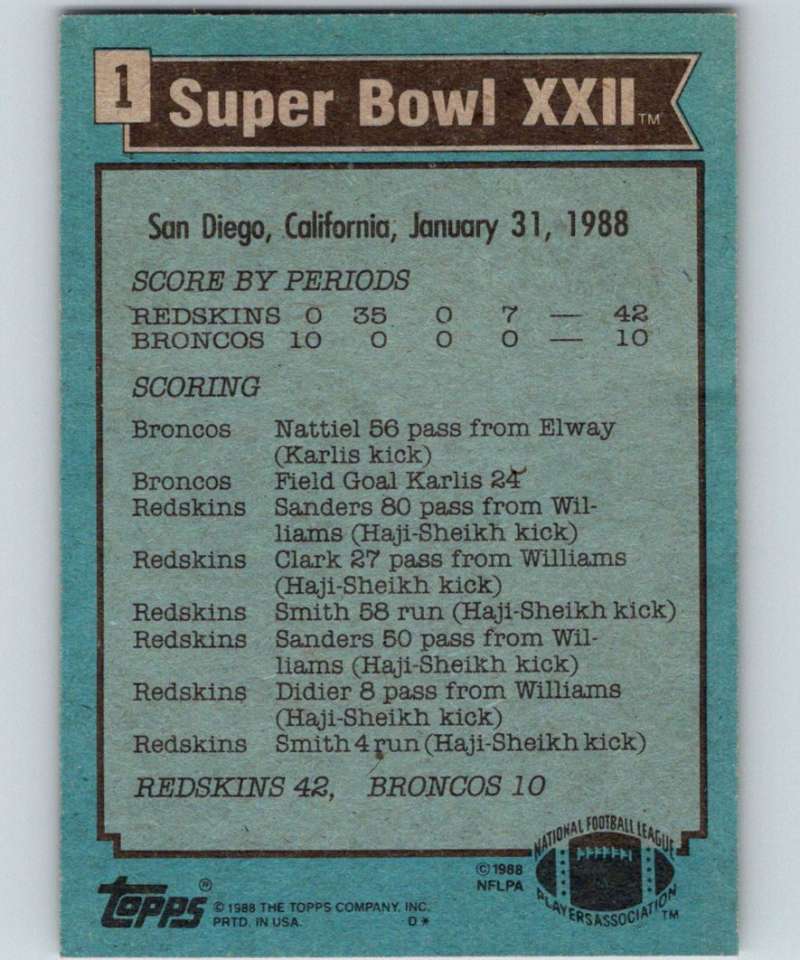 1
Super Bowl XXII™
San Diego, California, January 31, 1988
SCORE BY PERIODS
REDSKINS 0 35 0 7 — 42
BRONCOS 10 0 0 0 — 10
SCORING
Broncos Nattiel 56 pass from Elway
(Karlis kick)
Broncos Field Goal Karlis 24
Redskins Sanders 80 pass from Wil-
liams (Haji-Sheikh kick)
Redskins Clark 27 pass from Williams
(Haji-Sheikh kick)
Redskins Smith 58 run (Haji-Sheikh kick)
Redskins Sanders 50 pass from Wil-
liams (Haji-Sheikh kick)
Redskins Didier 8 pass from Williams
(Haji-Sheikh kick)
Redskins Smith 4 run (Haji-Sheikh kick)
REDSKINS 42, BRONCOS 10
topps®
© 1988 THE TOPPS COMPANY, INC.
PRTD. IN USA. D*
© 1988
NFLPA
NATIONAL FOOTBALL LEAGUE
PLAYERS ASSOCIATION™